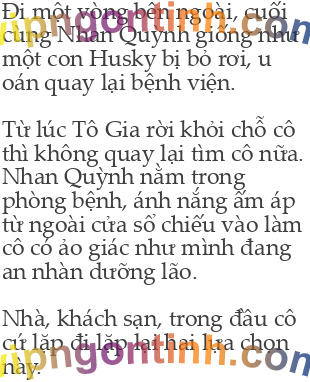 Đi một vòng bên ngoài, cuối
cùng Nhan Quỳnh giống như
một con Husky bị bỏ rơi, u
oán quay lại bệnh viện.

Từ lúc Tô Gia rời khỏi chỗ cô
thì không quay lại tìm cô nữa.
Nhan Quỳnh nằm trong
phòng bệnh, ánh nắng ấm áp
từ ngoài cửa sổ chiếu vào làm
cô có ảo giác như mình đang
an nhàn dưỡng lão.

Nhà, khách sạn, trong đầu cô
cứ lặp đi lặp lại hai lựa chọn
này.
vipngontinh.com